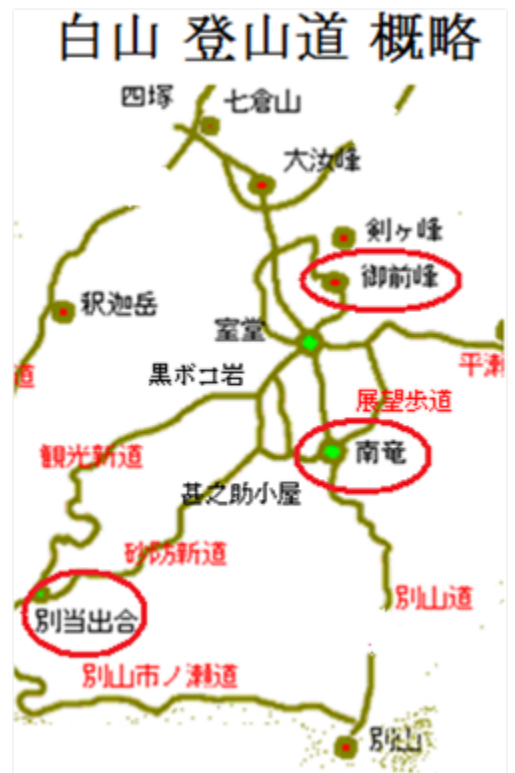 白山 登山道 概略
四塚
七倉山
大汝峰
剣ヶ峰
御前峰
釈迦岳
室堂
平瀬
道
黒ボコ岩
展望歩道
観光新道
南竜
甚之助小屋
砂防新道
別山道
別当出合
別山市ノ瀬道
別山